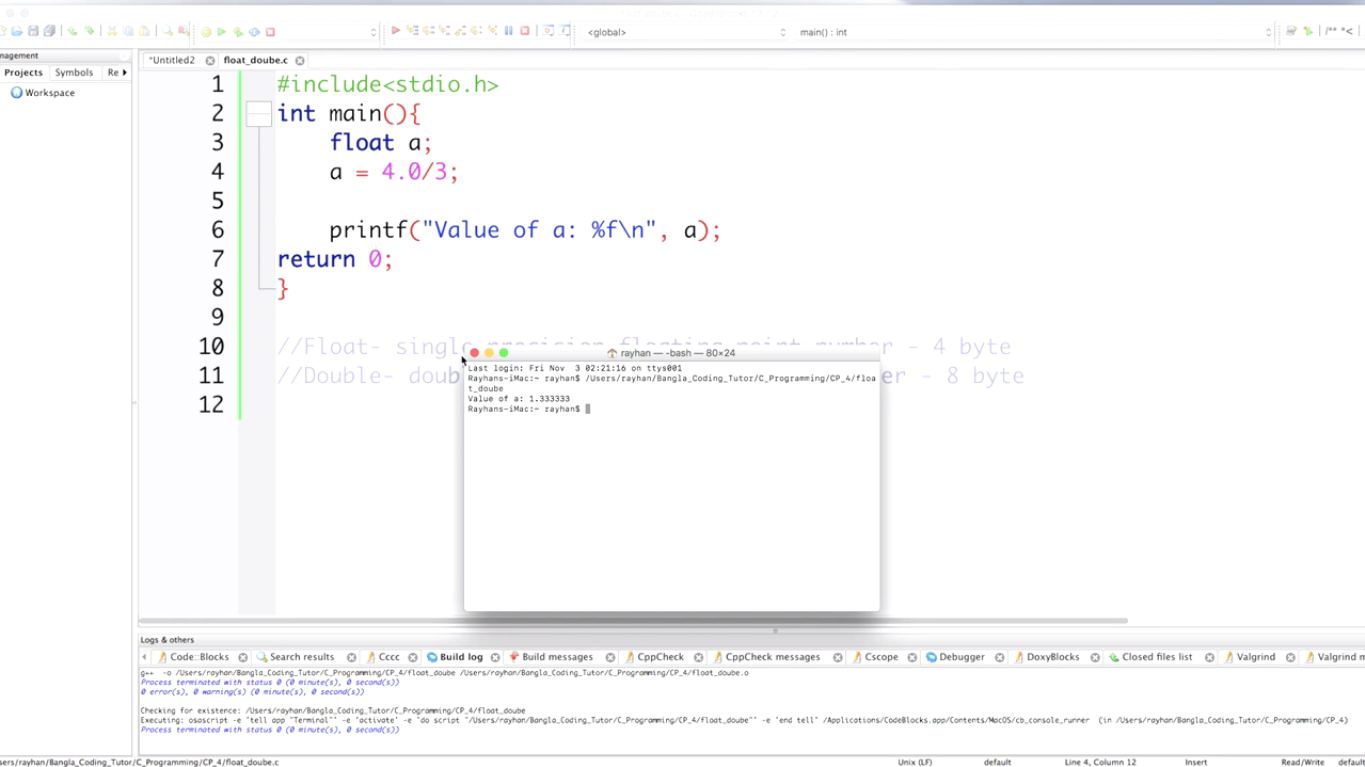 <global>
main() : int
/** *<
nagement
Projects Symbols Re
Workspace
*Untitled2 float_doube.c
1 #include<stdio.h>
2 int main(){
3 float a;
4 a = 4.0/3;
5
6 printf("Value of a: %f\n", a);
7 return 0;
8 }
9
10 //Float- single precision floating point number - 4 byte
11 //Double- doub er - 8 byte
12
rayhan — -bash — 80×24
Last login: Fri Nov 3 02:21:16 on ttys001
Rayhans-iMac:~ rayhan$ /Users/rayhan/Bangla_Coding_Tutor/C_Programming/CP_4/floa
t_doube
Value of a: 1.333333
Rayhans-iMac:~ rayhan$
Logs & others
Code::Blocks Search results Cccc Build log Build messages CppCheck CppCheck messages Cscope Debugger DoxyBlocks Closed files list Valgrind Valgrind m
g++ -o /Users/rayhan/Bangla_Coding_Tutor/C_Programming/CP_4/float_doube /Users/rayhan/Bangla_Coding_Tutor/C_Programming/CP_4/float_doube.o
Process terminated with status 0 (0 minute(s), 0 second(s))
0 error(s), 0 warning(s) (0 minute(s), 0 second(s))
Checking for existence: /Users/rayhan/Bangla_Coding_Tutor/C_Programming/CP_4/float_doube
Executing: osascript -e 'tell app "Terminal"' -e 'activate' -e 'do script "/Users/rayhan/Bangla_Coding_Tutor/C_Programming/CP_4/float_doube"' -e 'end tell' /Applications/CodeBlocks.app/Contents/MacOS/cb_console_runner (in /Users/rayhan/Bangla_Coding_Tutor/C_Programming/CP_4)
Process terminated with status 0 (0 minute(s), 0 second(s))
sers/rayhan/Bangla_Coding_Tutor/C_Programming/CP_4/float_doube.c Unix (LF) default Line 4, Column 12 Insert Read/Write default